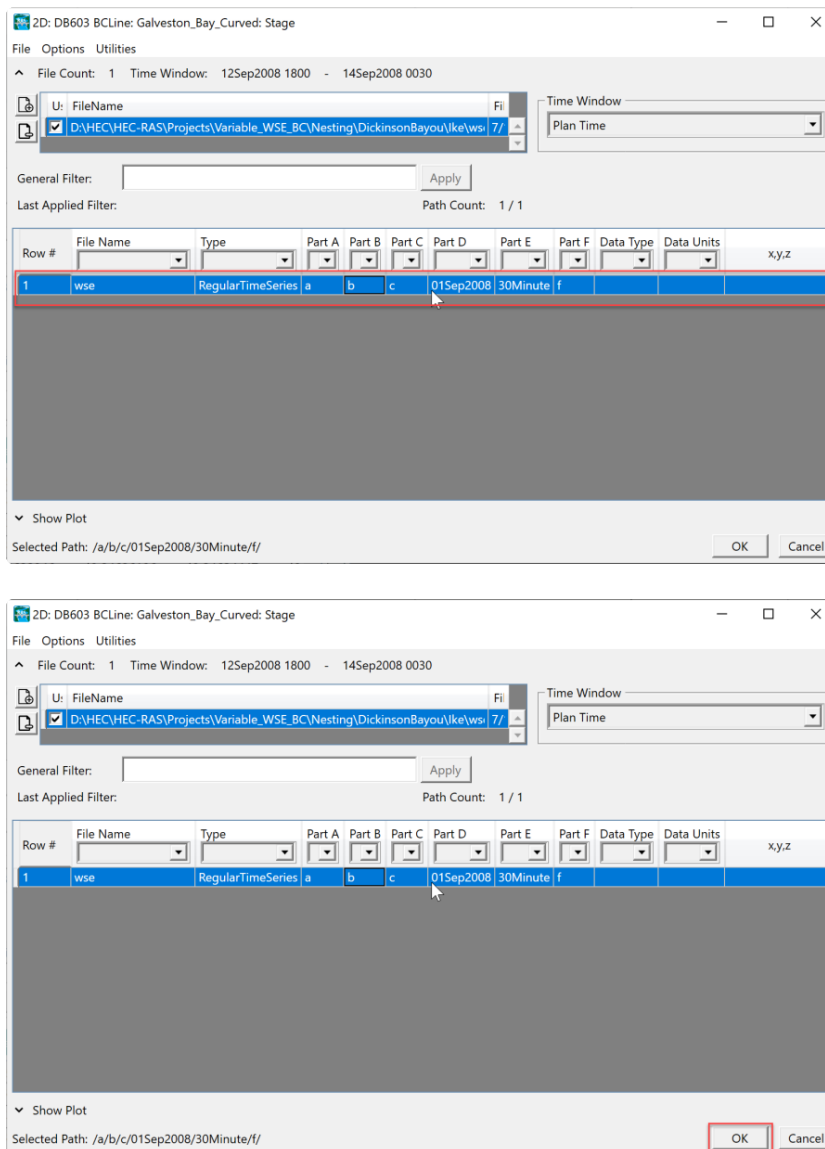 2D: DB603 BCLine: Galveston_Bay_Curved: Stage
File Options Utilities
File Count: 1 Time Window: 12Sep2008 1800 - 14Sep2008 0030
U: FileName Fil
D:\HEC\HEC-RAS\Projects\Variable_WSE_BC\Nesting\DickinsonBayou\Ike\ws 7/
Time Window
Plan Time
General Filter: Apply
Last Applied Filter: Path Count: 1 / 1
Row # File Name Type Part A Part B Part C Part D Part E Part F Data Type Data Units x,y,z
1 wse RegularTimeSeries a b c 01Sep2008 30Minute f
Show Plot
Selected Path: /a/b/c/01Sep2008/30Minute/f/
OK Cancel
2D: DB603 BCLine: Galveston_Bay_Curved: Stage
File Options Utilities
File Count: 1 Time Window: 12Sep2008 1800 - 14Sep2008 0030
U: FileName Fil
D:\HEC\HEC-RAS\Projects\Variable_WSE_BC\Nesting\DickinsonBayou\Ike\ws 7/
Time Window
Plan Time
General Filter: Apply
Last Applied Filter: Path Count: 1 / 1
Row # File Name Type Part A Part B Part C Part D Part E Part F Data Type Data Units x,y,z
1 wse RegularTimeSeries a b c 01Sep2008 30Minute f
Show Plot
Selected Path: /a/b/c/01Sep2008/30Minute/f/
OK Cancel